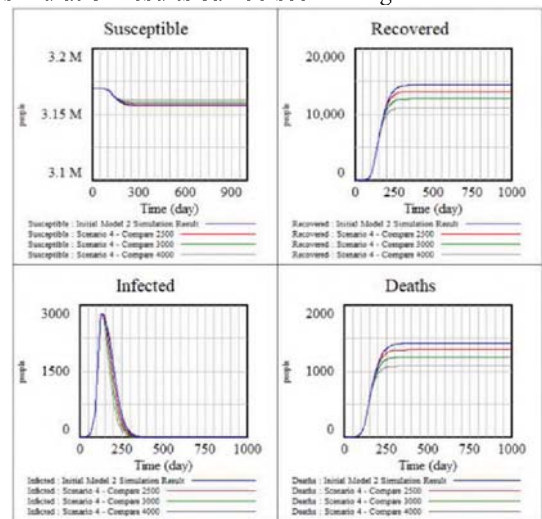 Susceptible
3.2 M
3.15 M
3.1 M
people
0 300 600 900
Time (day)
Susceptible : Initial Model 2 Simulation Result
Susceptible : Scenario 4 - Compare 2500
Susceptible : Scenario 4 - Compare 3000
Susceptible : Scenario 4 - Compare 4000
Recovered
20,000
10,000
0
people
0 250 500 750 1000
Time (day)
Recovered : Initial Model 2 Simulation Result
Recovered : Scenario 4 - Compare 2500
Recovered : Scenario 4 - Compare 3000
Recovered : Scenario 4 - Compare 4000
Infected
3000
1500
0
people
0 250 500 750 1000
Time (day)
Infected : Initial Model 2 Simulation Result
Infected : Scenario 4 - Compare 2500
Infected : Scenario 4 - Compare 3000
Infected : Scenario 4 - Compare 4000
Deaths
2000
1000
0
people
0 250 500 750 1000
Time (day)
Deaths : Initial Model 2 Simulation Result
Deaths : Scenario 4 - Compare 2500
Deaths : Scenario 4 - Compare 3000
Deaths : Scenario 4 - Compare 4000